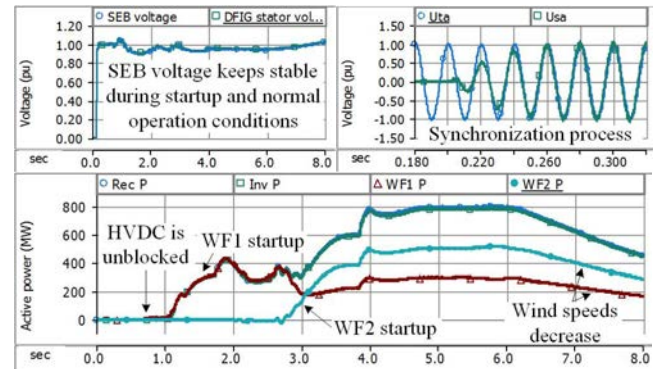 SEB voltage DFIG stator vol...
Voltage (pu)
1.20
1.00
0.80
0.60
0.40
0.20
0.00
SEB voltage keeps stable
during startup and normal
operation conditions
sec
0.0 2.0 4.0 6.0 8.0
Uta Usa
Voltage (pu)
1.50
1.00
0.50
0.00
-0.50
-1.00
-1.50
Synchronization process
sec
0.180 0.220 0.260 0.300
Rec P Inv P WF1 P WF2 P
Active power (MW)
800
600
400
200
0
HVDC is
unblocked
WF1 startup
WF2 startup
Wind speeds
decrease
sec
0.0 1.0 2.0 3.0 4.0 5.0 6.0 7.0 8.0